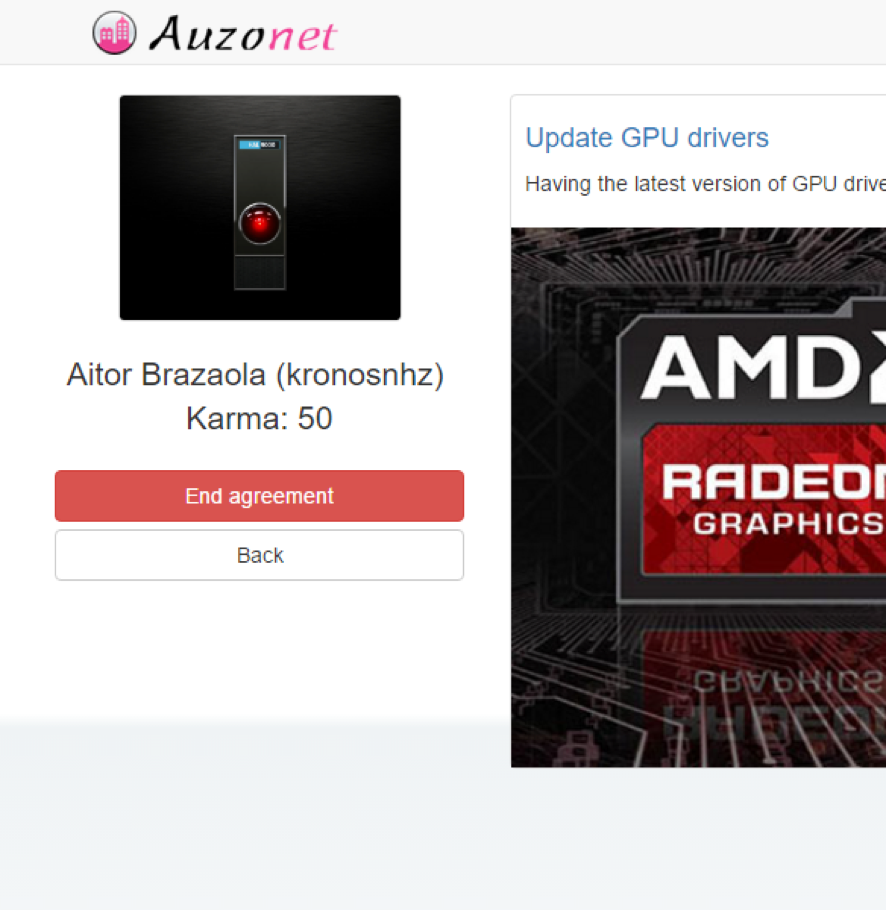 Auzonet
Aitor Brazaola (kronosnhz)
Karma: 50
End agreement
Back
Update GPU drivers
Having the latest version of GPU drive
AMD
RADEON
GRAPHICS
GRAPHICS
RADEON